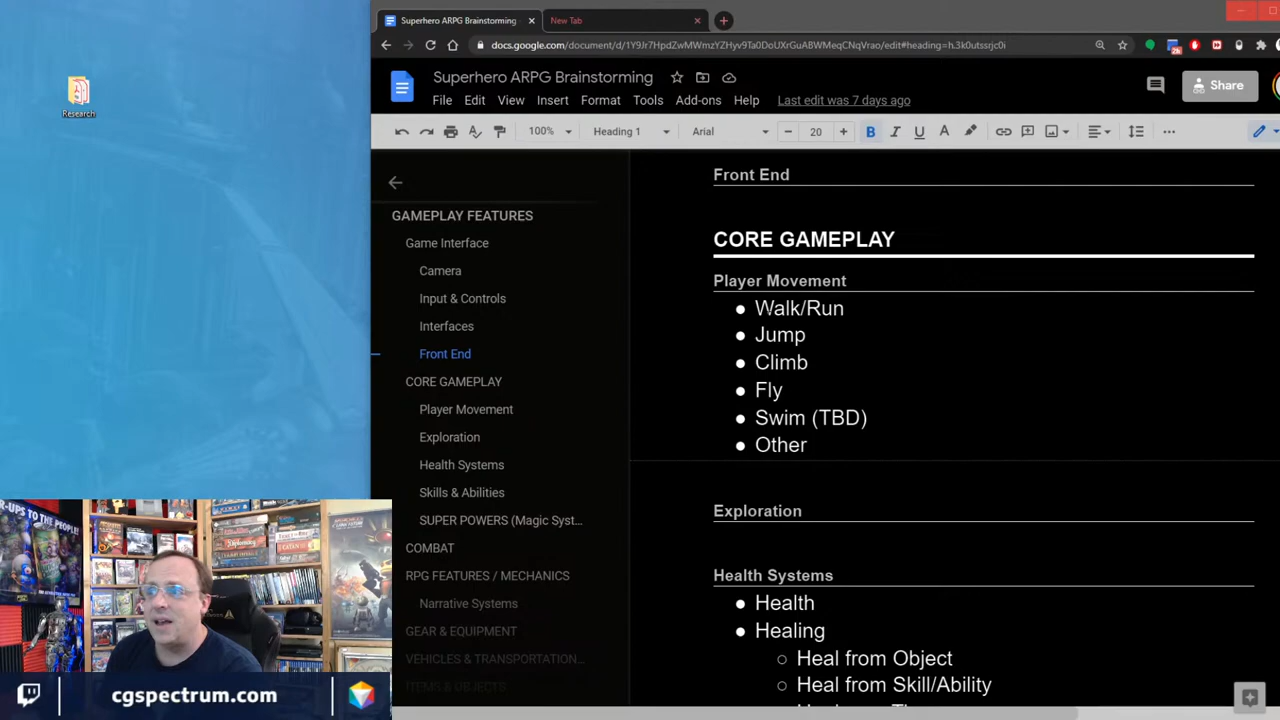 Superhero ARPG Brainstorming
New Tab
docs.google.com/document/d/1Y9Jr7HpdZwMWmzYZHyv9Ta0DoUXrGuABWMeqCNqVrao/edit#heading=h.3k0utssrjc0i
Superhero ARPG Brainstorming
File Edit View Insert Format Tools Add-ons Help Last edit was 7 days ago
Share
100% Heading 1 Arial 20 B I U A
Research
GAMEPLAY FEATURES
Game Interface
Camera
Input & Controls
Interfaces
Front End
CORE GAMEPLAY
Player Movement
Exploration
Health Systems
Skills & Abilities
SUPER POWERS (Magic Syst...
COMBAT
RPG FEATURES / MECHANICS
Narrative Systems
GEAR & EQUIPMENT
VEHICLES & TRANSPORTATION...
ITEMS & OBJECTS
Front End
CORE GAMEPLAY
Player Movement
Walk/Run
Jump
Climb
Fly
Swim (TBD)
Other
Exploration
Health Systems
Health
Healing
Heal from Object
Heal from Skill/Ability
cgspectrum.com